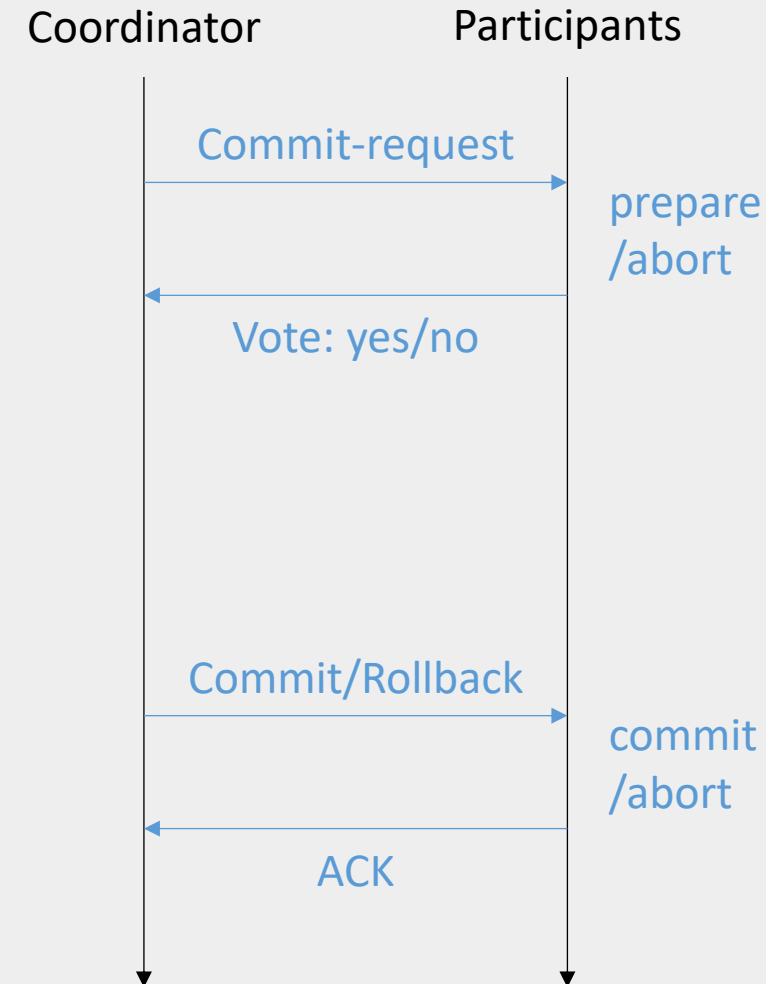 Coordinator
Participants
Commit-request
prepare
/abort
Vote: yes/no
Commit/Rollback
commit
/abort
ACK